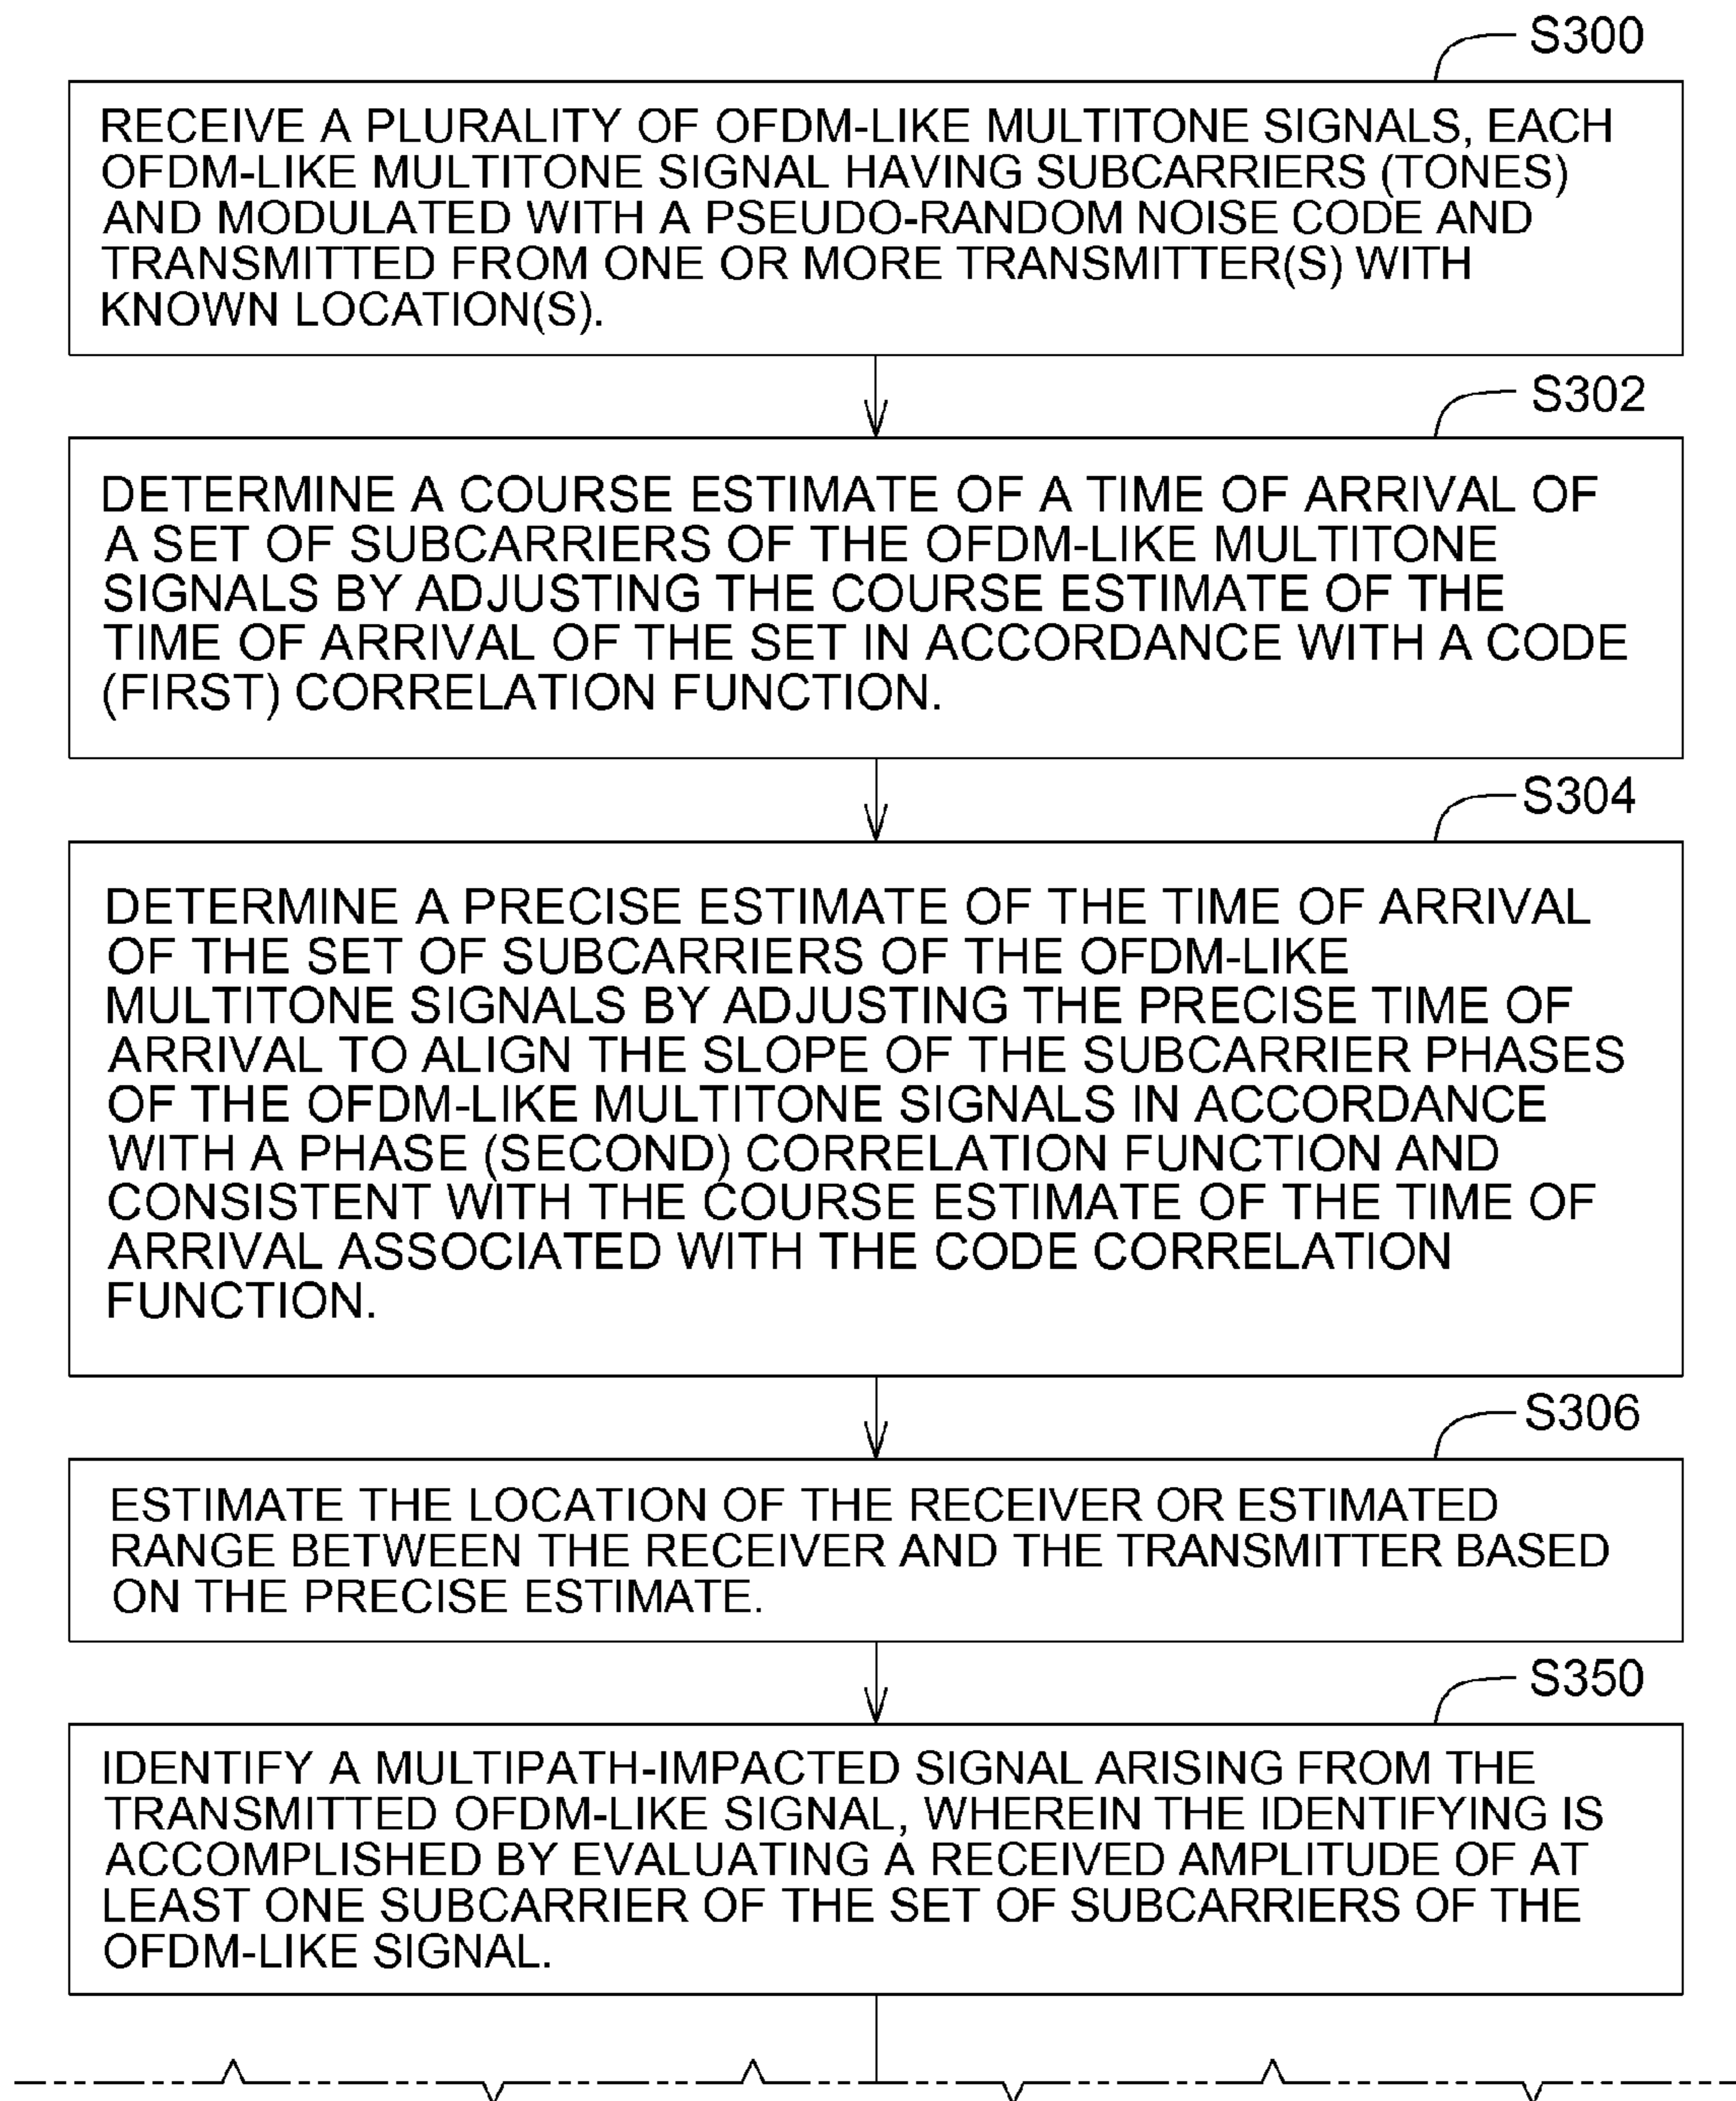 S300
RECEIVE A PLURALITY OF OFDM-LIKE MULTITONE SIGNALS, EACH
OFDM-LIKE MULTITONE SIGNAL HAVING SUBCARRIERS (TONES)
AND MODULATED WITH A PSEUDO-RANDOM NOISE CODE AND
TRANSMITTED FROM ONE OR MORE TRANSMITTER(S) WITH
KNOWN LOCATION(S).
S302
DETERMINE A COURSE ESTIMATE OF A TIME OF ARRIVAL OF
A SET OF SUBCARRIERS OF THE OFDM-LIKE MULTITONE
SIGNALS BY ADJUSTING THE COURSE ESTIMATE OF THE
TIME OF ARRIVAL OF THE SET IN ACCORDANCE WITH A CODE
(FIRST) CORRELATION FUNCTION.
S304
DETERMINE A PRECISE ESTIMATE OF THE TIME OF ARRIVAL
OF THE SET OF SUBCARRIERS OF THE OFDM-LIKE
MULTITONE SIGNALS BY ADJUSTING THE PRECISE TIME OF
ARRIVAL TO ALIGN THE SLOPE OF THE SUBCARRIER PHASES
OF THE OFDM-LIKE MULTITONE SIGNALS IN ACCORDANCE
WITH A PHASE (SECOND) CORRELATION FUNCTION AND
CONSISTENT WITH THE COURSE ESTIMATE OF THE TIME OF
ARRIVAL ASSOCIATED WITH THE CODE CORRELATION
FUNCTION.
S306
ESTIMATE THE LOCATION OF THE RECEIVER OR ESTIMATED
RANGE BETWEEN THE RECEIVER AND THE TRANSMITTER BASED
ON THE PRECISE ESTIMATE.
S350
IDENTIFY A MULTIPATH-IMPACTED SIGNAL ARISING FROM THE
TRANSMITTED OFDM-LIKE SIGNAL, WHEREIN THE IDENTIFYING IS
ACCOMPLISHED BY EVALUATING A RECEIVED AMPLITUDE OF AT
LEAST ONE SUBCARRIER OF THE SET OF SUBCARRIERS OF THE
OFDM-LIKE SIGNAL.